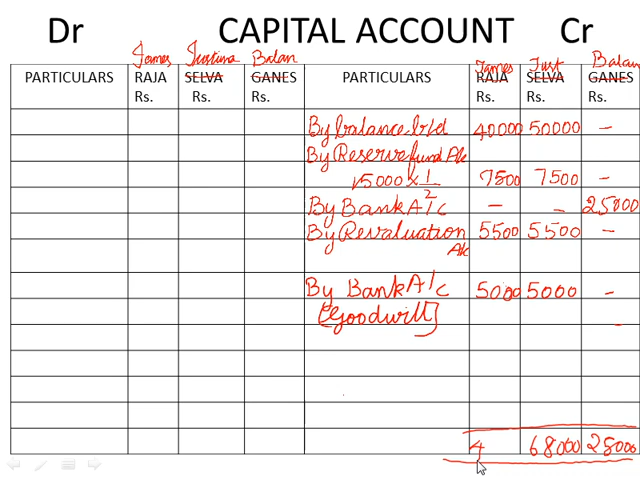 Dr CAPITAL ACCOUNT Cr
James Justina Balan James Just Balan
PARTICULARS RAJA SELVA GANES PARTICULARS RAJA SELVA GANES
Rs. Rs. Rs. Rs. Rs. Rs.
By balance b/d 40000 50000 -
By Reserve fund A/c
15000 x 1/2 7500 7500 -
By Bank A/c - - 25000
By Revaluation 5500 5500 -
A/c
By Bank A/c 5000 5000 -
[Goodwill] -
4 68000 25000